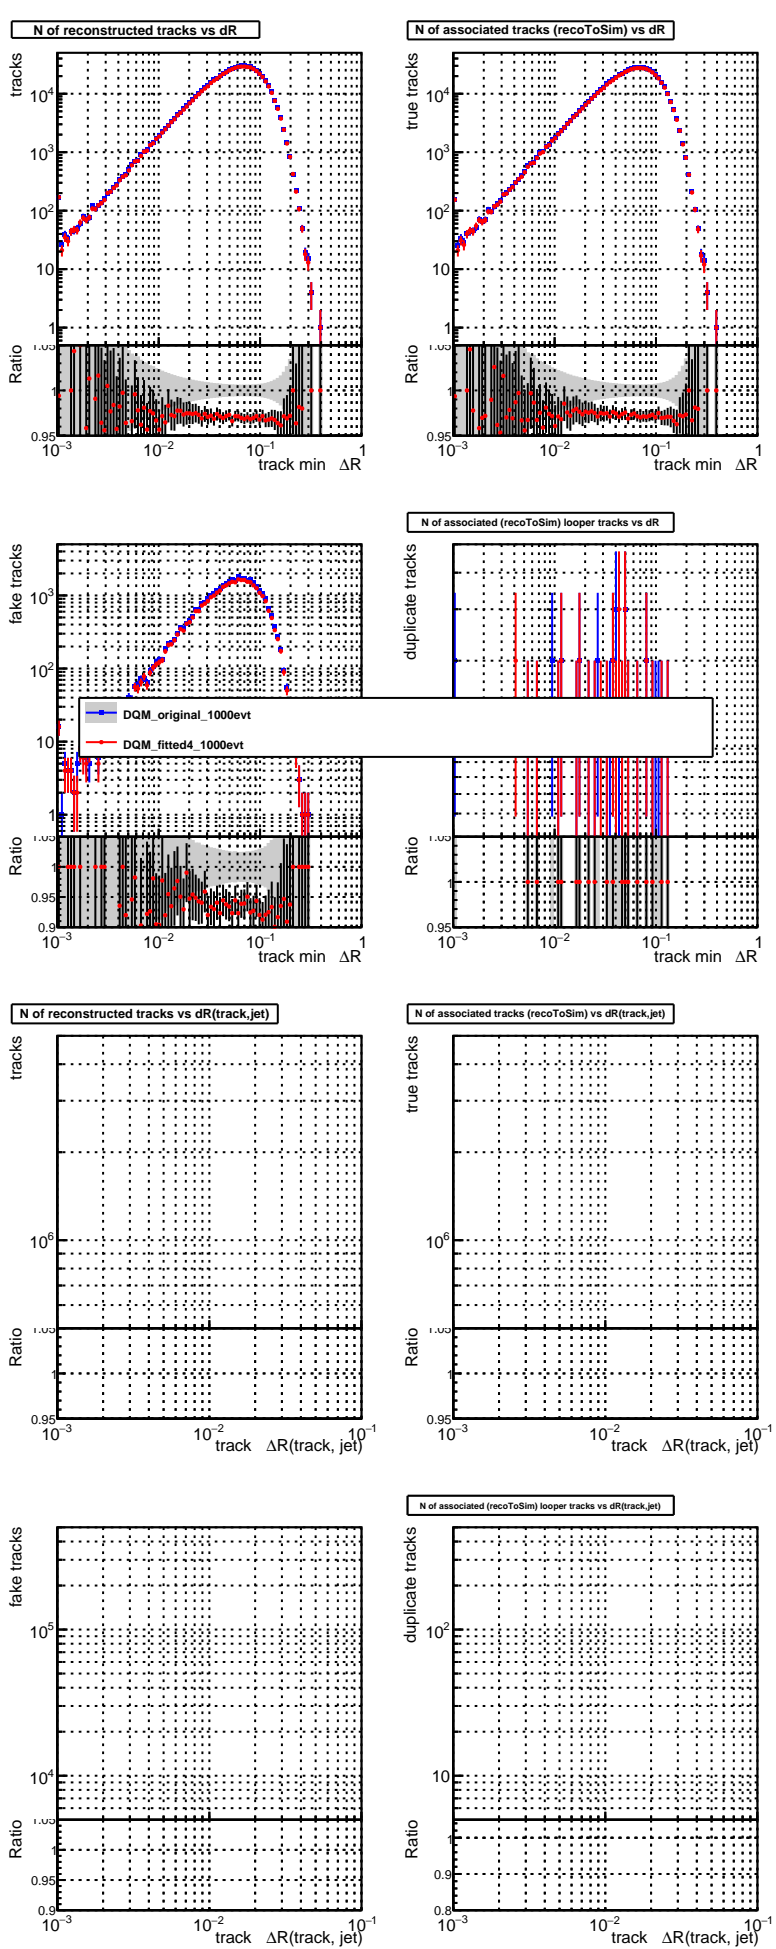 N of reconstructed tracks vs dR
tracks
10⁴
10³
10²
10
1
Ratio
1.05
1
0.95
10⁻³
10⁻²
10⁻¹
1
track min ΔR
N of associated tracks (recoToSim) vs dR
true tracks
10⁴
10³
10²
10
1
Ratio
1.05
1
0.95
10⁻³
10⁻²
10⁻¹
1
track min ΔR
fake tracks
10³
10²
10
1
Ratio
1.05
1
0.95
0.9
10⁻³
10⁻²
10⁻¹
1
track min ΔR
N of associated (recoToSim) looper tracks vs dR
duplicate tracks
Ratio
1.05
1
0.95
10⁻³
10⁻²
10⁻¹
1
track min ΔR
DQM_original_1000evt
DQM_fitted4_1000evt
N of reconstructed tracks vs dR(track,jet)
tracks
10⁶
Ratio
1.05
1
0.95
10⁻³
10⁻²
10⁻¹
track ΔR(track, jet)
N of associated tracks (recoToSim) vs dR(track,jet)
true tracks
10⁶
Ratio
1.05
1
0.95
10⁻³
10⁻²
10⁻¹
track ΔR(track, jet)
fake tracks
10⁵
10⁴
Ratio
1.05
1
0.95
0.9
10⁻³
10⁻²
10⁻¹
track ΔR(track, jet)
N of associated (recoToSim) looper tracks vs dR(track,jet)
duplicate tracks
10²
10
Ratio
1
0.9
0.8
10⁻³
10⁻²
10⁻¹
track ΔR(track, jet)